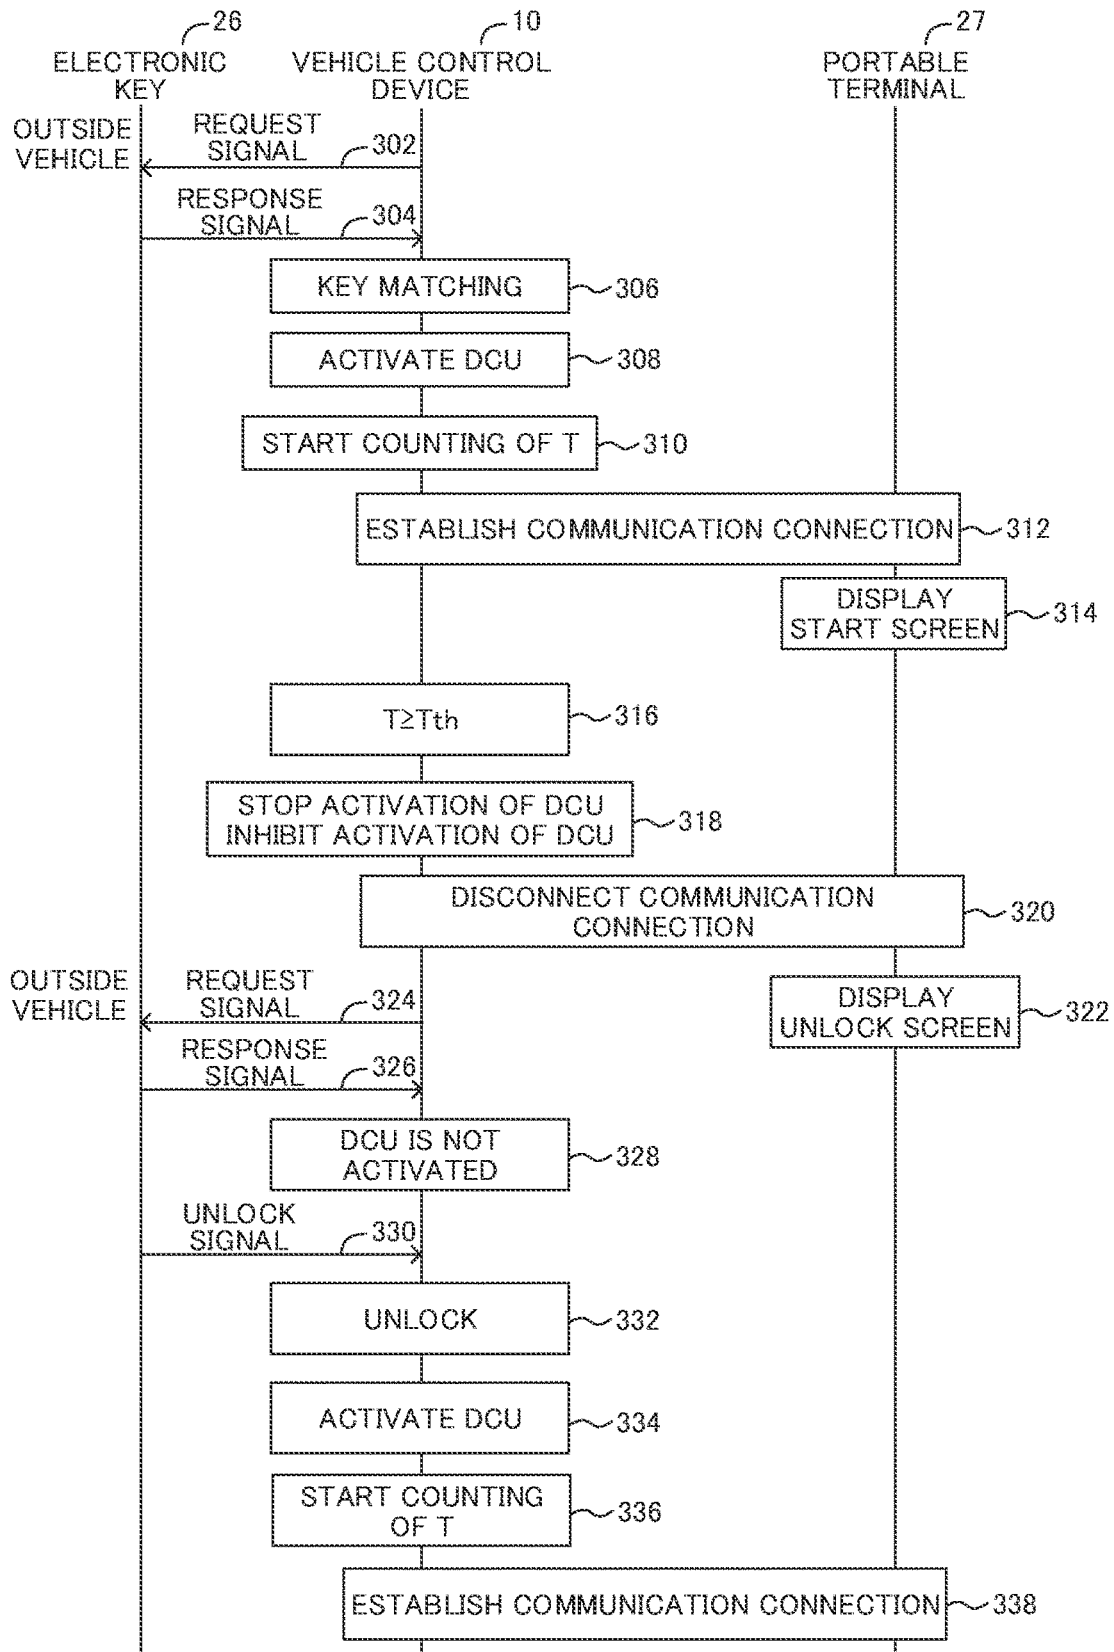 26
ELECTRONIC
KEY
10
VEHICLE CONTROL
DEVICE
27
PORTABLE
TERMINAL
OUTSIDE
VEHICLE
REQUEST
SIGNAL
302
RESPONSE
SIGNAL
304
KEY MATCHING
306
ACTIVATE DCU
308
START COUNTING OF T
310
ESTABLISH COMMUNICATION CONNECTION
312
DISPLAY
START SCREEN
314
T≥Tth
316
STOP ACTIVATION OF DCU
INHIBIT ACTIVATION OF DCU
318
DISCONNECT COMMUNICATION
CONNECTION
320
OUTSIDE
VEHICLE
REQUEST
SIGNAL
324
DISPLAY
UNLOCK SCREEN
322
RESPONSE
SIGNAL
326
DCU IS NOT
ACTIVATED
328
UNLOCK
SIGNAL
330
UNLOCK
332
ACTIVATE DCU
334
START COUNTING
OF T
336
ESTABLISH COMMUNICATION CONNECTION
338